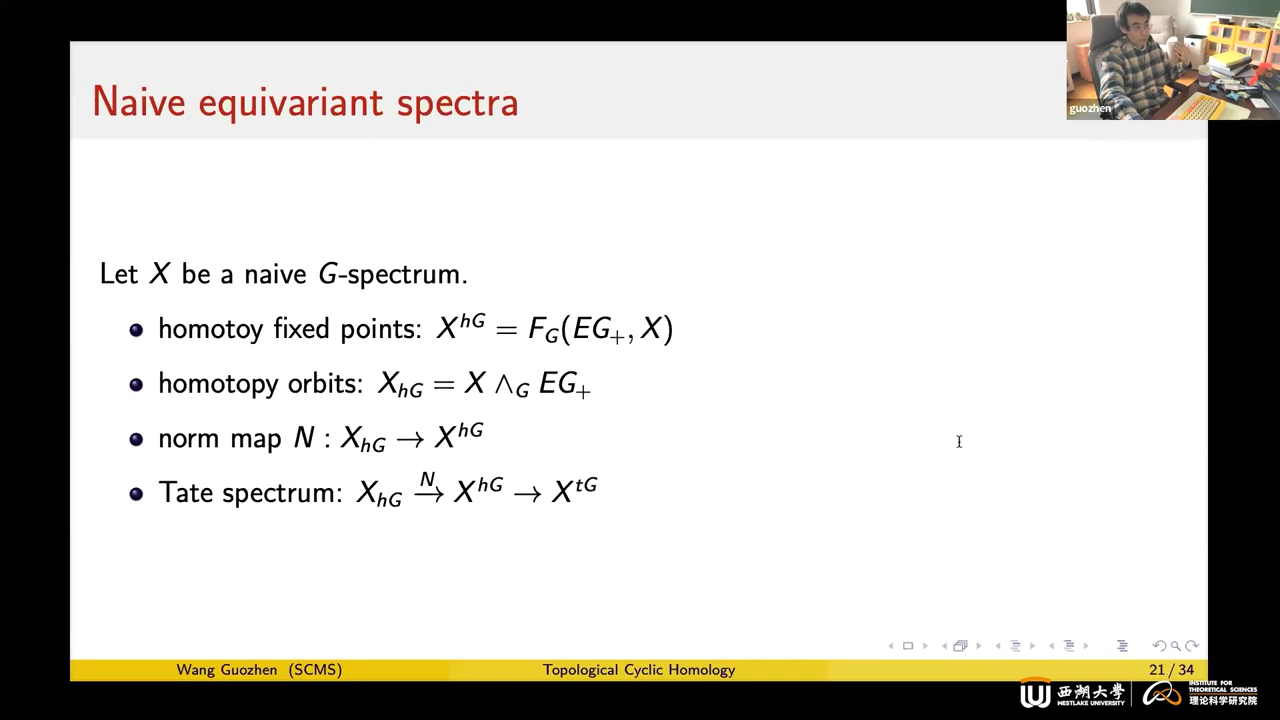 Naive equivariant spectra
guozhen
Let X be a naive G-spectrum.
homotoy fixed points: X^{hG} = F_G(EG_+, X)
homotopy orbits: X_{hG} = X ∧_G EG_+
norm map N : X_{hG} → X^{hG}
Tate spectrum: X_{hG} \xrightarrow{N} X^{hG} → X^{tG}
Wang Guozhen (SCMS) Topological Cyclic Homology 21 / 34
西湖大学 WESTLAKE UNIVERSITY
INSTITUTE FOR THEORETICAL SCIENCES
理论科学研究院